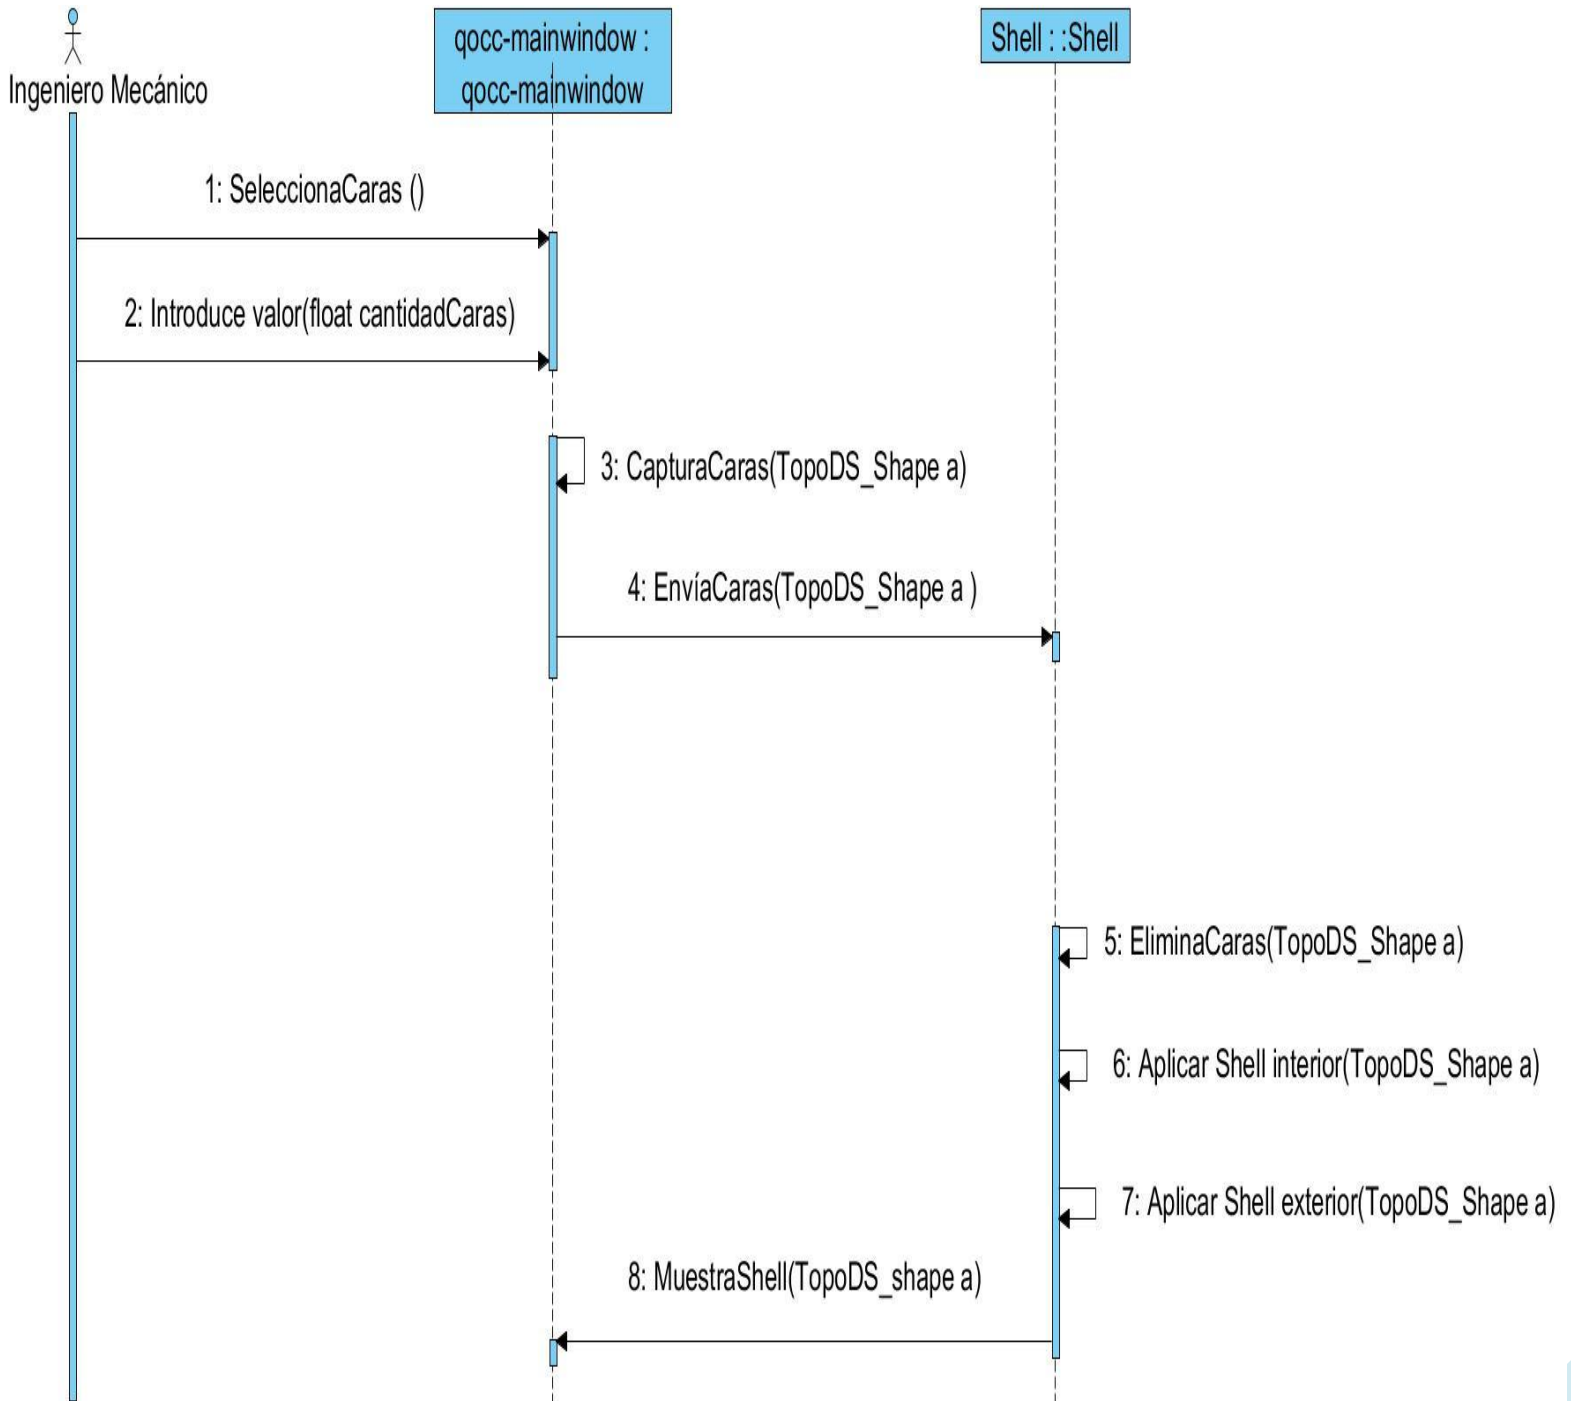 Ingeniero Mecánico
qocc-mainwindow :
qocc-mainwindow
Shell : :Shell
1: SeleccionaCaras ()
2: Introduce valor(float cantidadCaras)
3: CapturaCaras(TopoDS_Shape a)
4: EnvíaCaras(TopoDS_Shape a )
5: EliminaCaras(TopoDS_Shape a)
6: Aplicar Shell interior(TopoDS_Shape a)
7: Aplicar Shell exterior(TopoDS_Shape a)
8: MuestraShell(TopoDS_shape a)